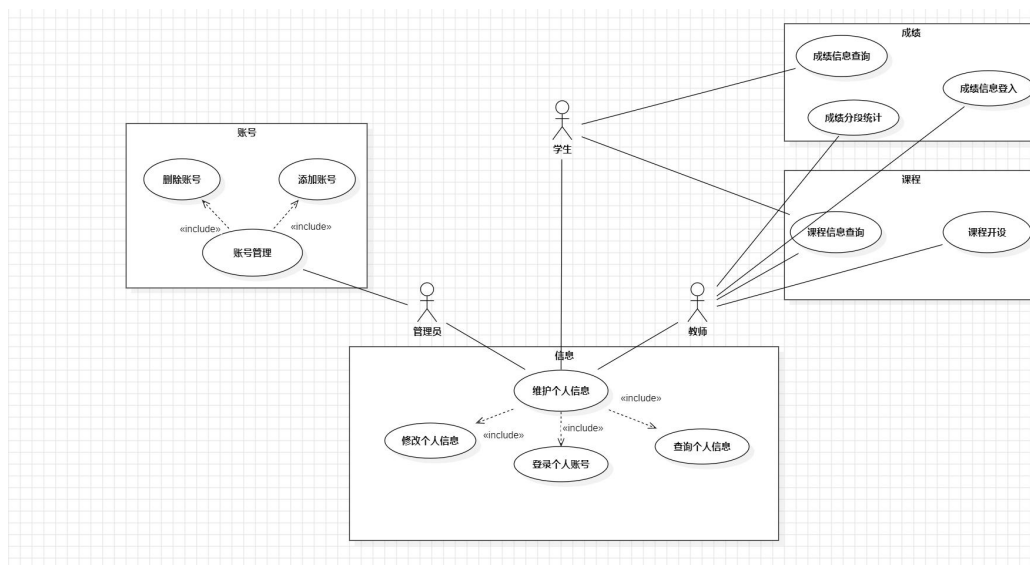 成绩
成绩信息查询
成绩信息登入
成绩分段统计
学生
账号
删除账号
添加账号
«include»
«include»
账号管理
课程
课程信息查询
课程开设
管理员
教师
信息
维护个人信息
«include»
«include»
«include»
修改个人信息
登录个人账号
查询个人信息